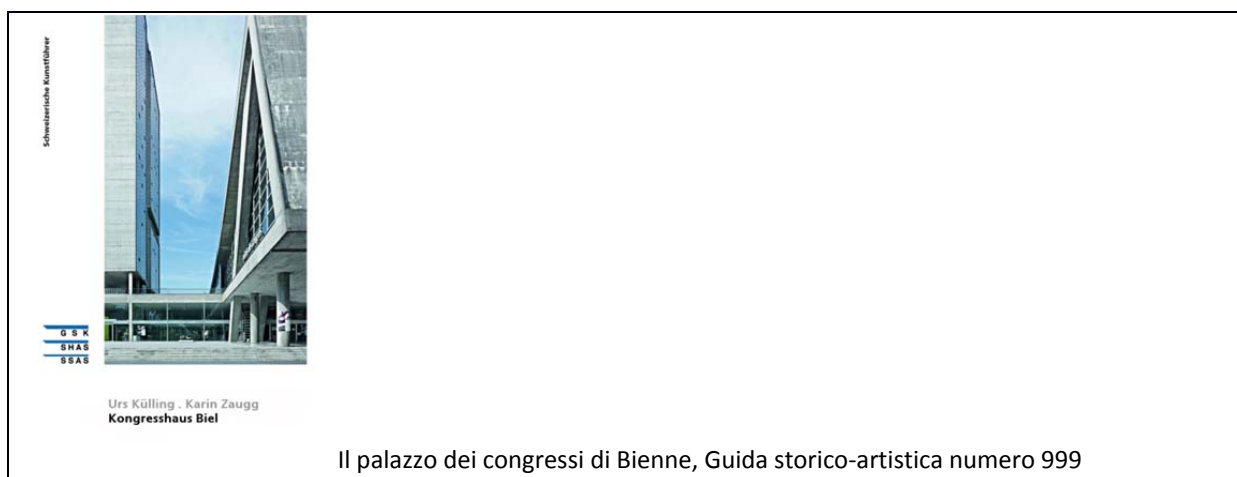 Schweizerische Kunstführer
G S K
SHAS
SSAS
Urs Külling . Karin Zaugg
Kongresshaus Biel
Il palazzo dei congressi di Bienne, Guida storico-artistica numero 999